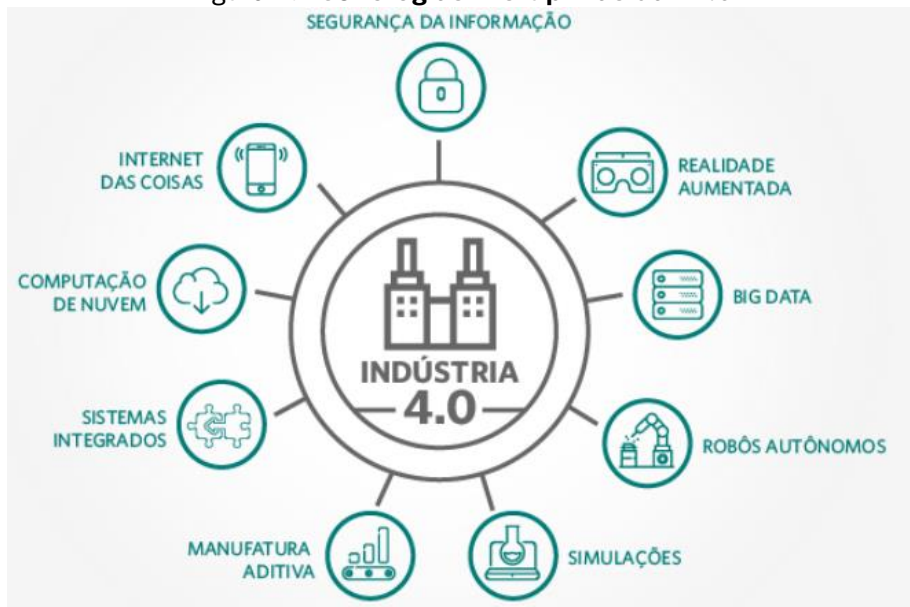 SEGURANÇA DA INFORMAÇÃO
INTERNET
DAS COISAS
REALIDADE
AUMENTADA
COMPUTAÇÃO
DE NUVEM
BIG DATA
INDÚSTRIA
4.0
SISTEMAS
INTEGRADOS
ROBÔS AUTÔNOMOS
MANUFATURA
ADITIVA
SIMULAÇÕES